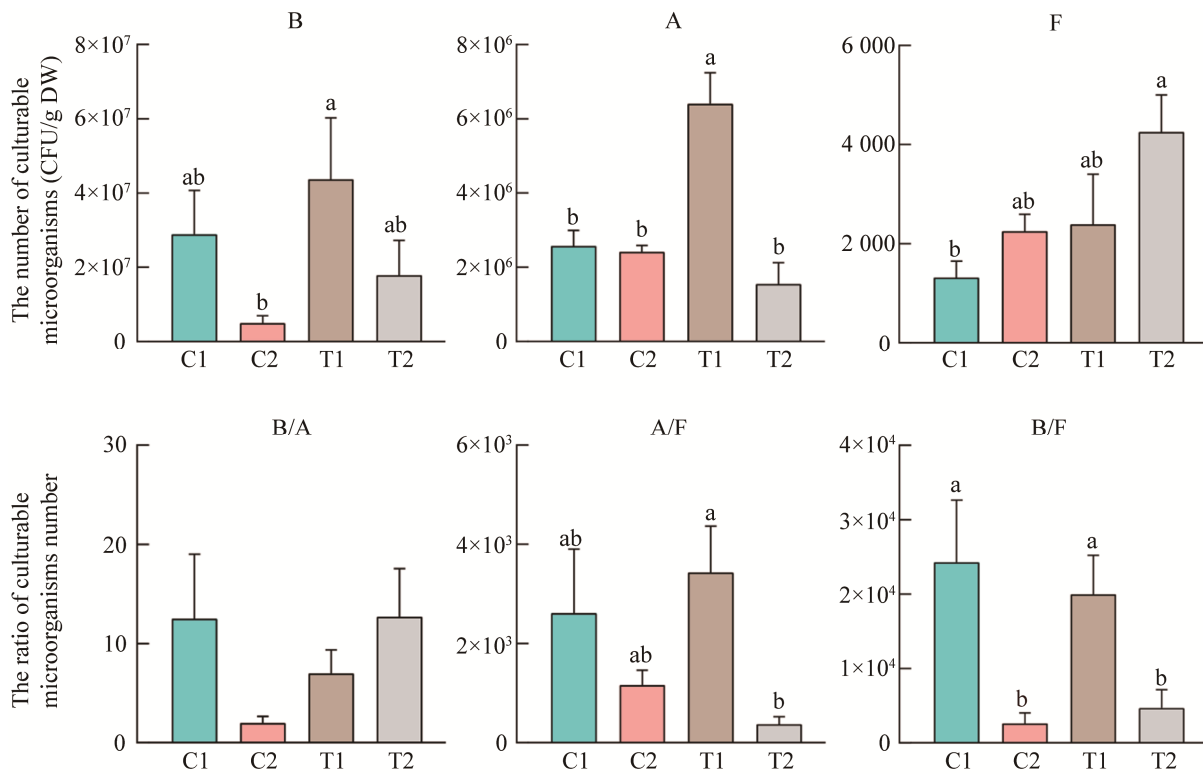 B
The number of culturable
microorganisms (CFU/g DW)
8×10⁷
6×10⁷
4×10⁷
2×10⁷
0
ab
b
a
ab
C1 C2 T1 T2
A
8×10⁶
6×10⁶
4×10⁶
2×10⁶
0
b
b
a
b
C1 C2 T1 T2
F
6 000
4 000
2 000
0
b
ab
ab
a
C1 C2 T1 T2
B/A
The ratio of culturable
microorganisms number
30
20
10
0
C1 C2 T1 T2
A/F
6×10³
4×10³
2×10³
0
ab
ab
a
b
C1 C2 T1 T2
B/F
4×10⁴
3×10⁴
2×10⁴
1×10⁴
0
a
b
a
b
C1 C2 T1 T2